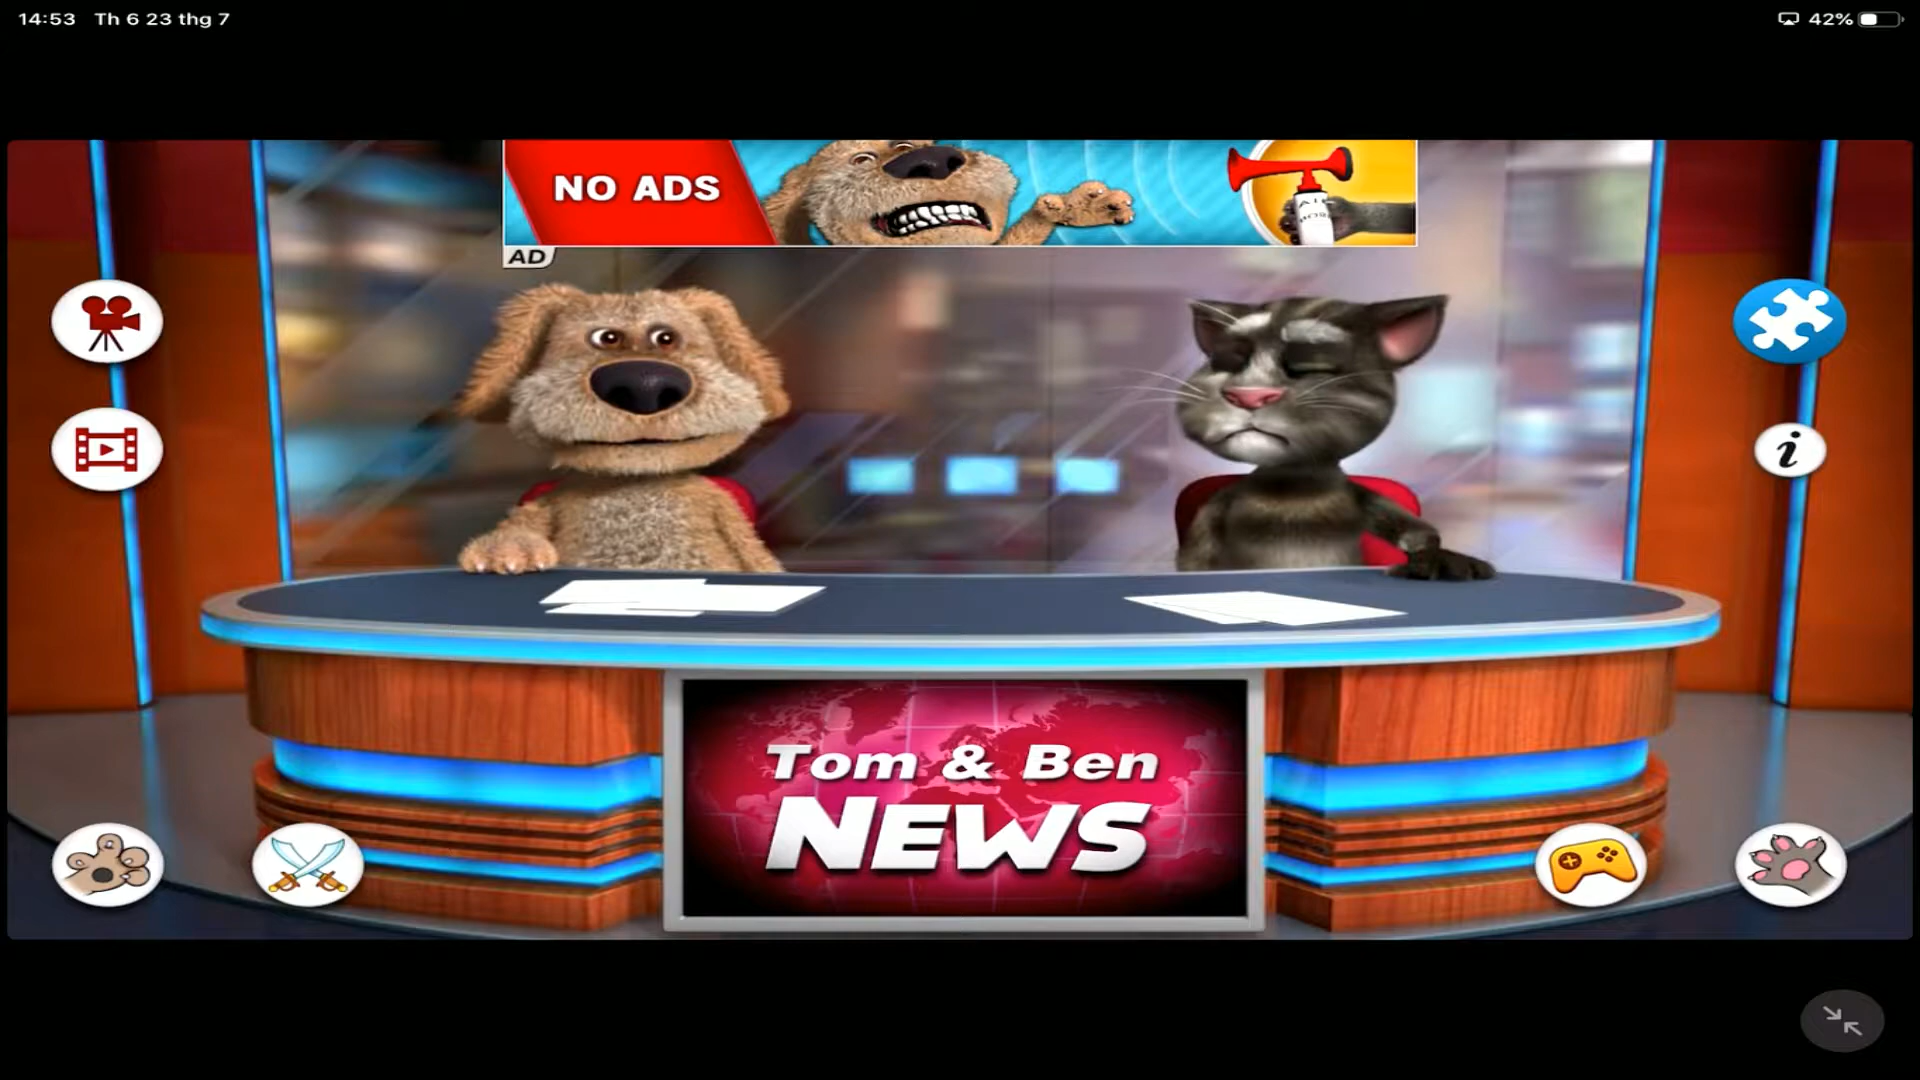 14:53 Th 6 23 thg 7
42%
NO ADS
AD
i
Tom & Ben
NEWS